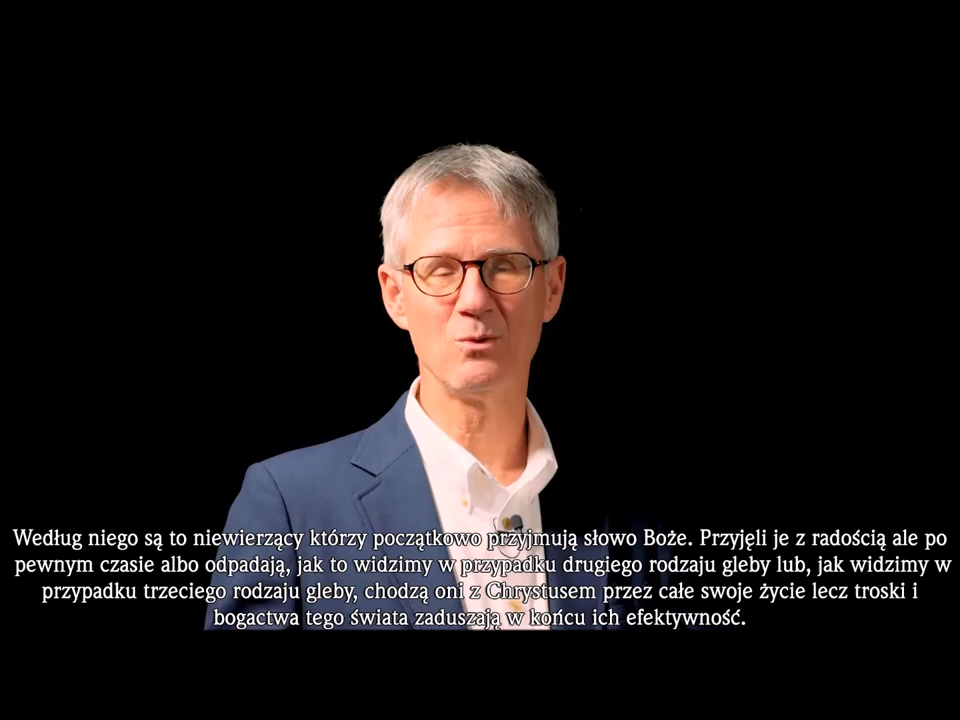 Według niego są to niewierzący którzy początkowo przyjmują słowo Boże. Przyjęli je z radością ale po
pewnym czasie albo odpadają, jak to widzimy w przypadku drugiego rodzaju gleby lub, jak widzimy w
przypadku trzeciego rodzaju gleby, chodzą oni z Chrystusem przez całe swoje życie lecz troski i
bogactwa tego świata zaduszają w końcu ich efektywność.